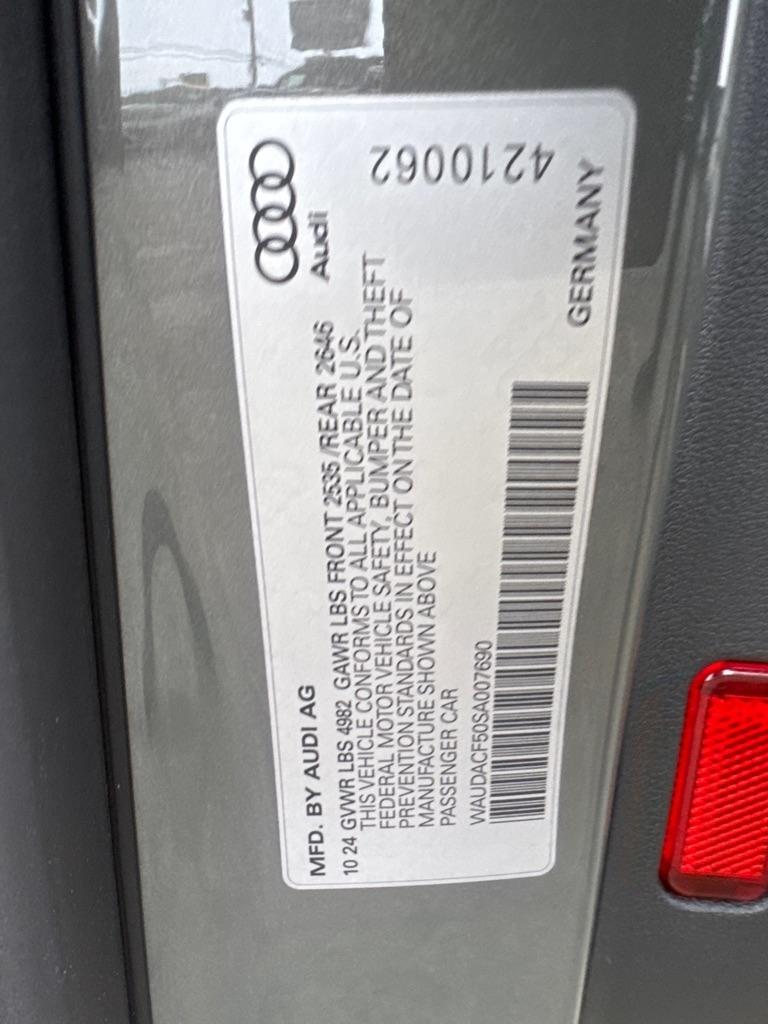 MFD. BY AUDI AG
Audi
10 24 GVWR LBS 4982 GAWR LBS FRONT 2535 /REAR 2646
THIS VEHICLE CONFORMS TO ALL APPLICABLE U.S.
FEDERAL MOTOR VEHICLE SAFETY, BUMPER AND THEFT
PREVENTION STANDARDS IN EFFECT ON THE DATE OF
MANUFACTURE SHOWN ABOVE
PASSENGER CAR
WAUDACF50SA007690
GERMANY
4210062